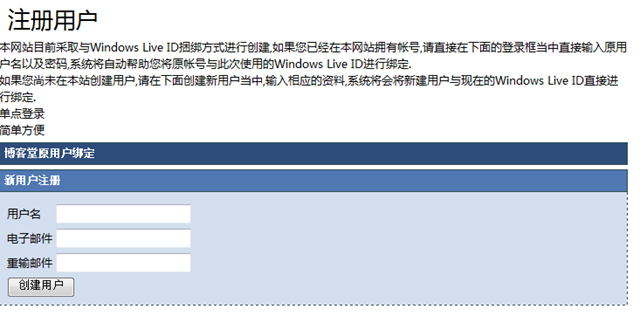 注册用户
本网站目前采取与Windows Live ID捆绑方式进行创建,如果您已经在本网站拥有帐号,请直接在下面的登录框当中直接输入原用
户名以及密码,系统将自动帮助您将原帐号与此次使用的Windows Live ID进行绑定.
如果您尚未在本站创建用户,请在下面创建新用户当中,输入相应的资料,系统将会将新建用户与现在的Windows Live ID直接进
行绑定.
单点登录
简单方便
博客堂原用户绑定
新用户注册
用户名
电子邮件
重输邮件
创建用户